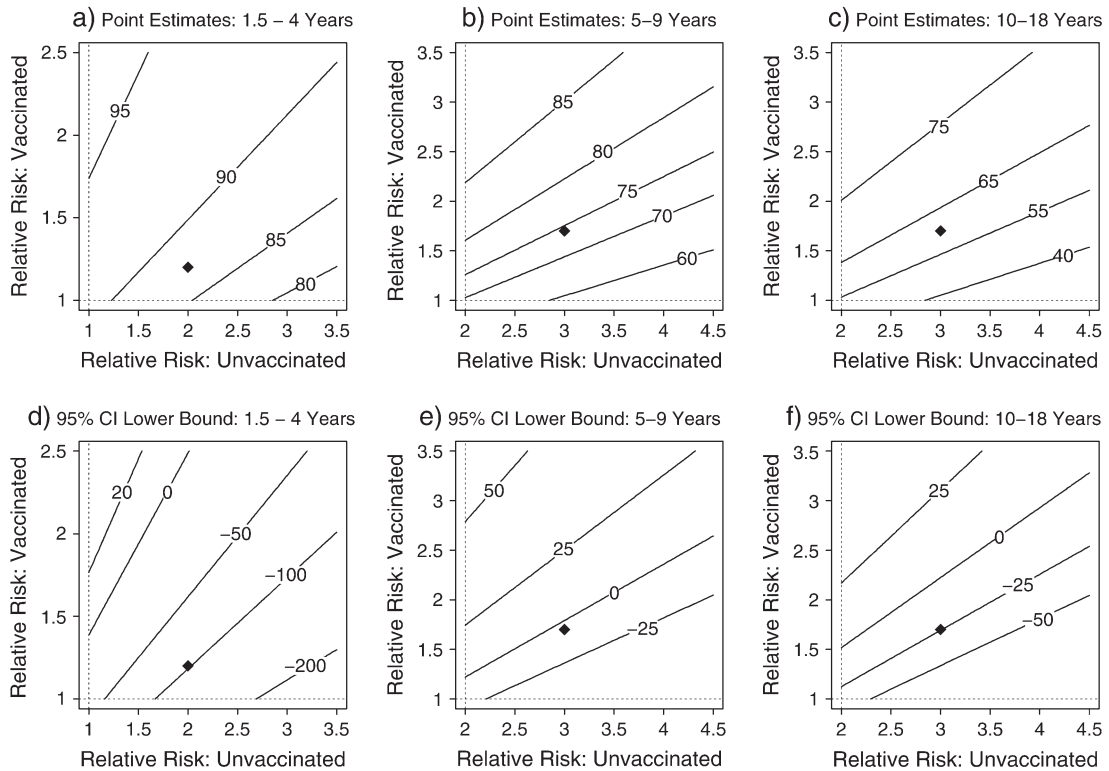 a) Point Estimates: 1.5 – 4 Years
b) Point Estimates: 5–9 Years
c) Point Estimates: 10–18 Years
Relative Risk: Vaccinated
2.5
2
1.5
1
95
90
85
80
1 1.5 2 2.5 3 3.5
Relative Risk: Unvaccinated
Relative Risk: Vaccinated
3.5
3
2.5
2
1.5
1
85
80
75
70
60
2 2.5 3 3.5 4 4.5
Relative Risk: Unvaccinated
Relative Risk: Vaccinated
3.5
3
2.5
2
1.5
1
75
65
55
40
2 2.5 3 3.5 4 4.5
Relative Risk: Unvaccinated
d) 95% CI Lower Bound: 1.5 – 4 Years
e) 95% CI Lower Bound: 5–9 Years
f) 95% CI Lower Bound: 10–18 Years
Relative Risk: Vaccinated
2.5
2
1.5
1
20
0
−50
−100
−200
1 1.5 2 2.5 3 3.5
Relative Risk: Unvaccinated
Relative Risk: Vaccinated
3.5
3
2.5
2
1.5
1
50
25
0
−25
2 2.5 3 3.5 4 4.5
Relative Risk: Unvaccinated
Relative Risk: Vaccinated
3.5
3
2.5
2
1.5
1
25
0
−25
−50
2 2.5 3 3.5 4 4.5
Relative Risk: Unvaccinated